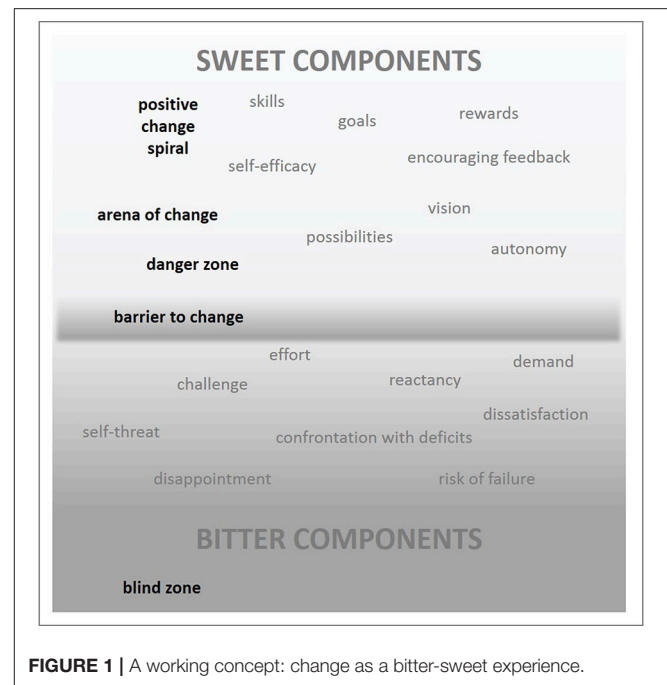 SWEET COMPONENTS
positive
change
spiral
skills
goals
rewards
self-efficacy
encouraging feedback
arena of change
vision
possibilities
autonomy
danger zone
barrier to change
effort
demand
challenge
reactancy
dissatisfaction
self-threat
confrontation with deficits
disappointment
risk of failure
BITTER COMPONENTS
blind zone
FIGURE 1 | A working concept: change as a bitter-sweet experience.